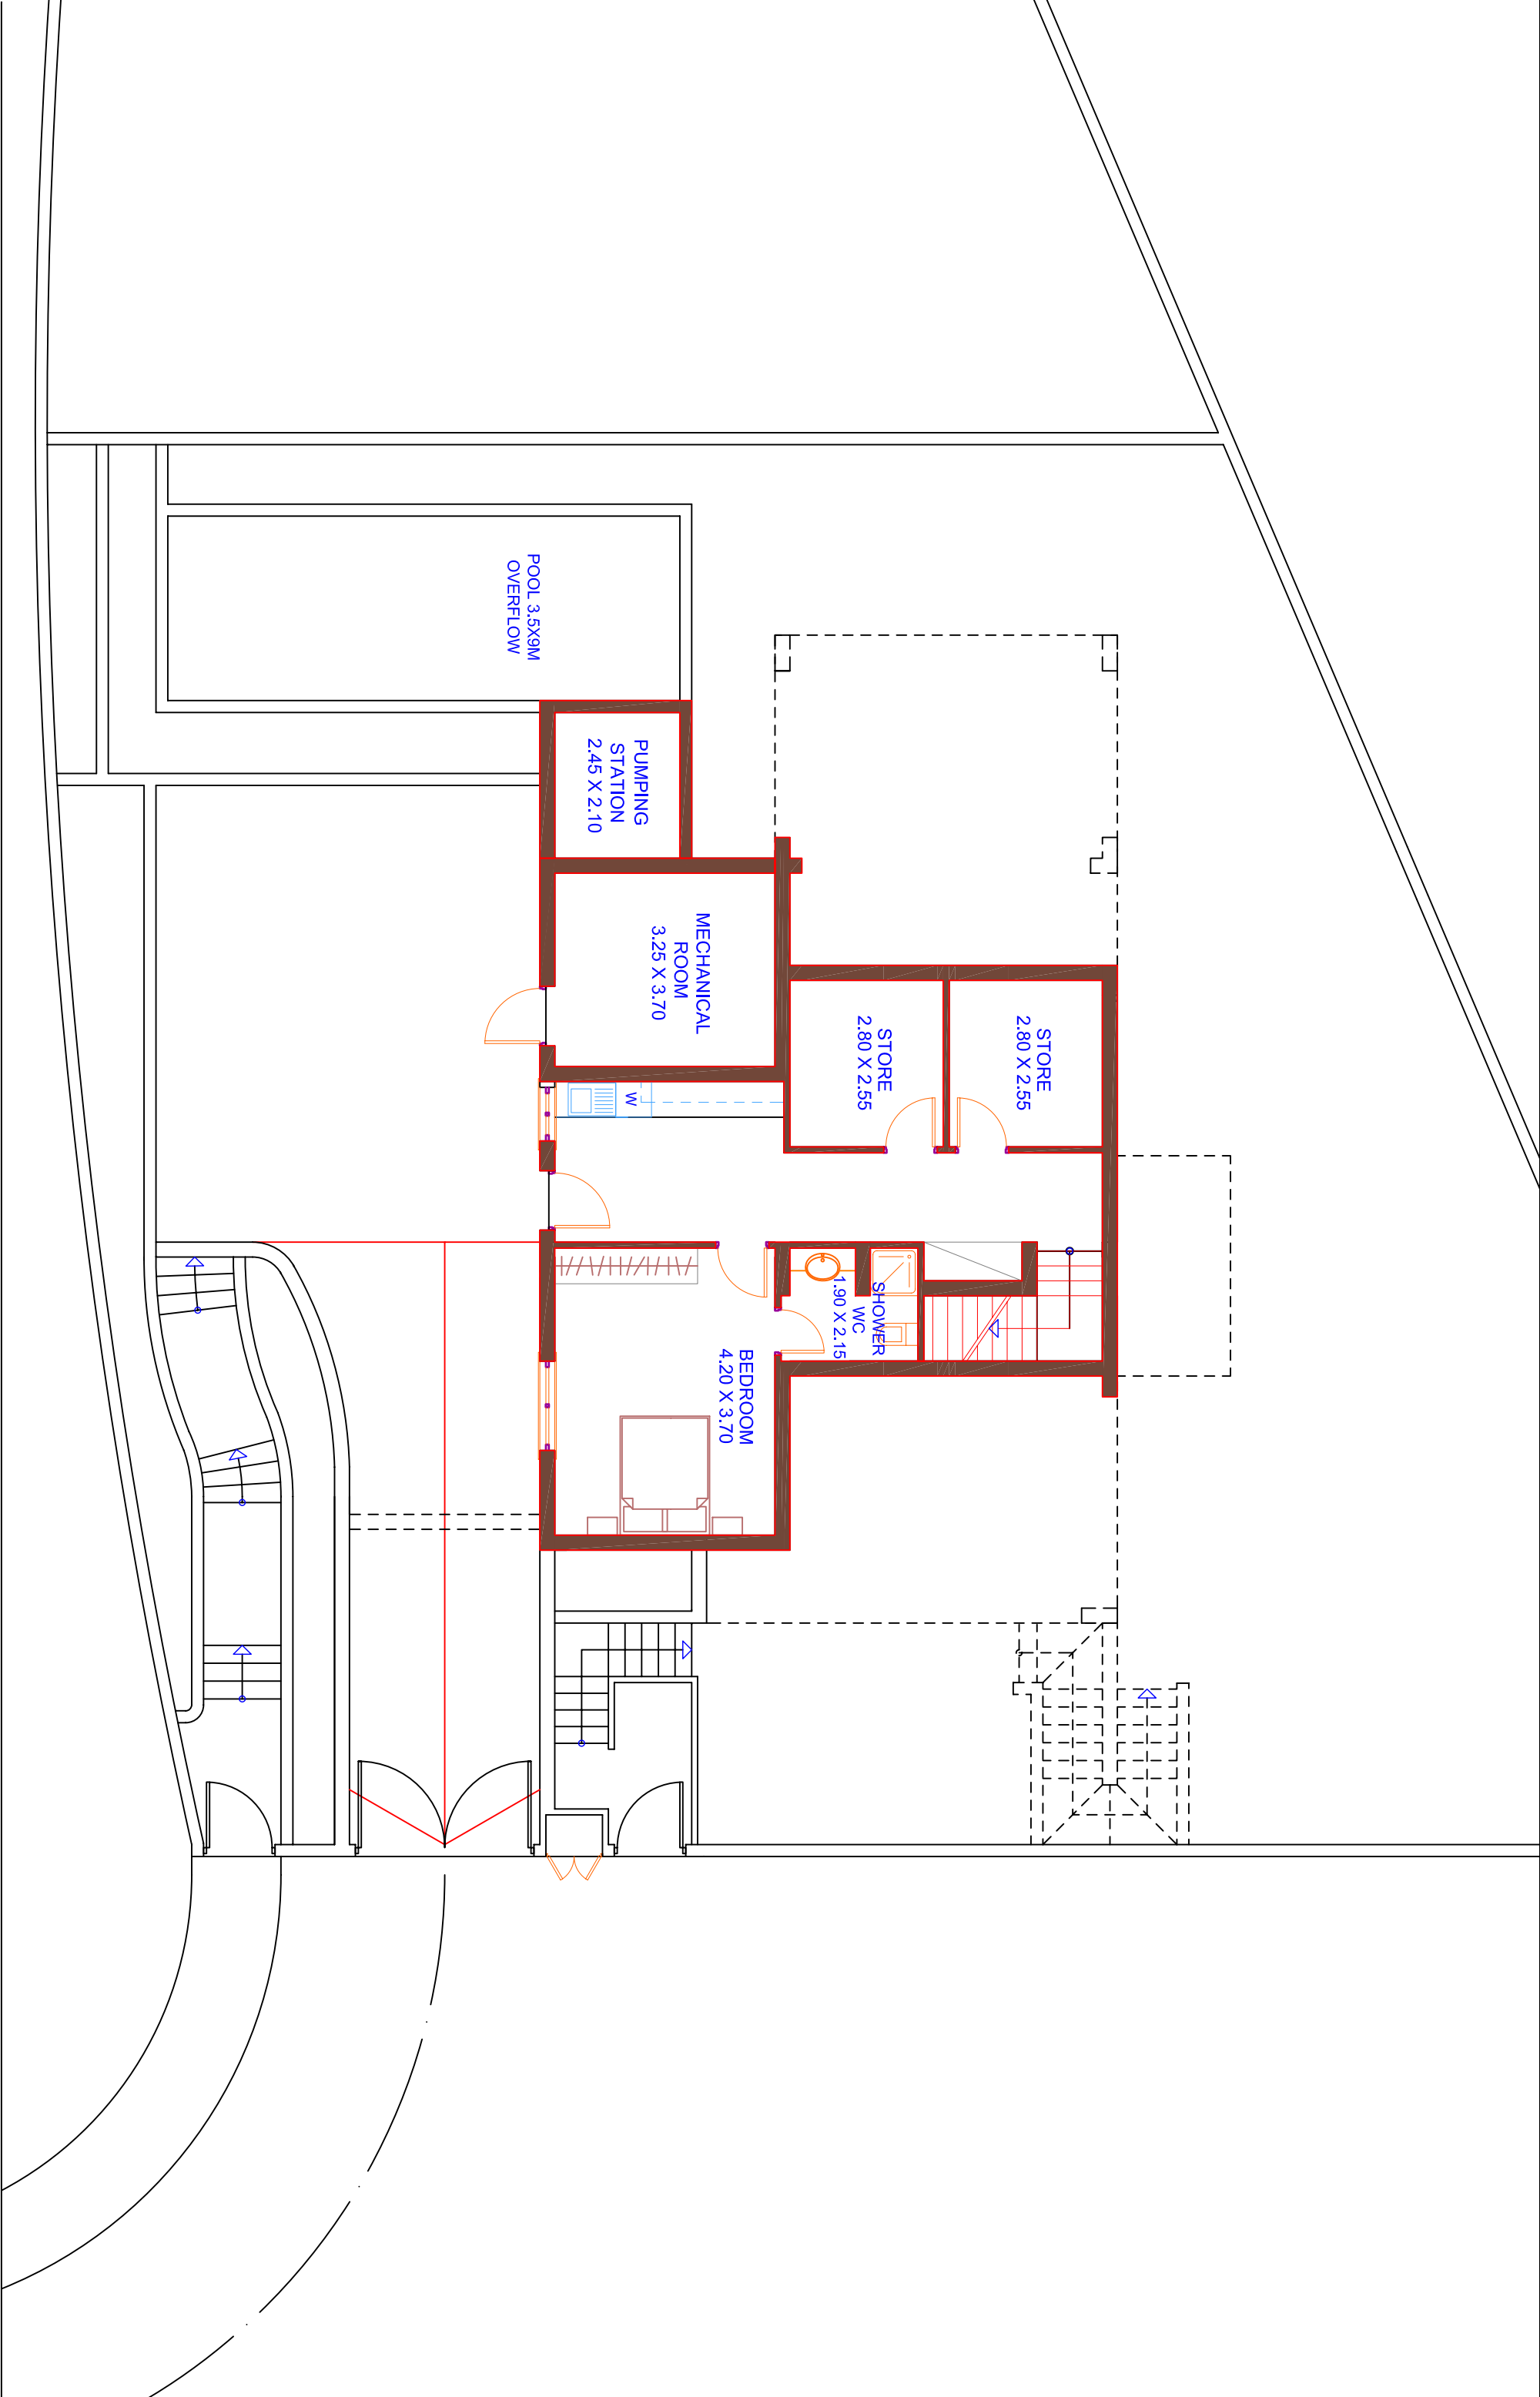 POOL 3.5X9M
OVERFLOW
PUMPING
STATION
2.45 X 2.10
MECHANICAL
ROOM
3.25 X 3.70
STORE
2.80 X 2.55
STORE
2.80 X 2.55
W
SHOWER
WC
1.90 X 2.15
BEDROOM
4.20 X 3.70